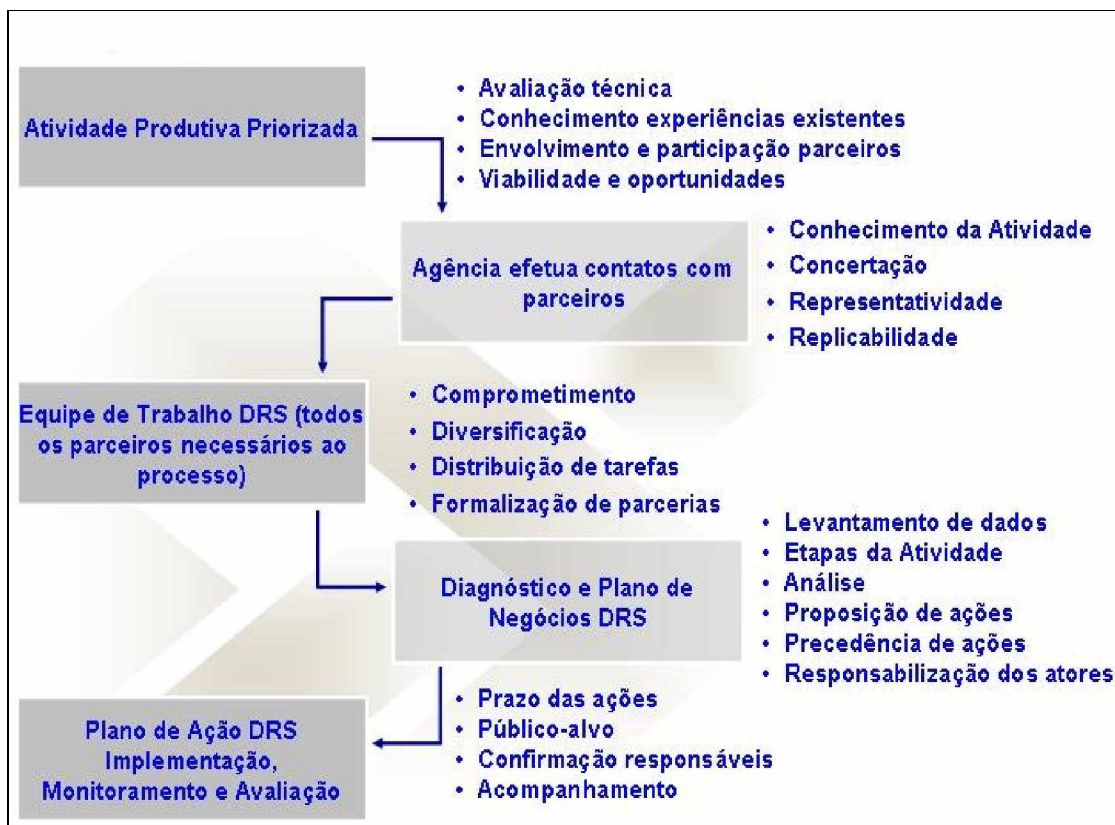 Atividade Produtiva Priorizada
• Avaliação técnica
• Conhecimento experiências existentes
• Envolvimento e participação parceiros
• Viabilidade e oportunidades
Agência efetua contatos com
parceiros
• Conhecimento da Atividade
• Concertação
• Representatividade
• Replicabilidade
Equipe de Trabalho DRS (todos
os parceiros necessários ao
processo)
• Comprometimento
• Diversificação
• Distribuição de tarefas
• Formalização de parcerias
Diagnóstico e Plano de
Negócios DRS
• Levantamento de dados
• Etapas da Atividade
• Análise
• Proposição de ações
• Precedência de ações
• Responsabilização dos atores
Plano de Ação DRS
Implementação,
Monitoramento e Avaliação
• Prazo das ações
• Público-alvo
• Confirmação responsáveis
• Acompanhamento